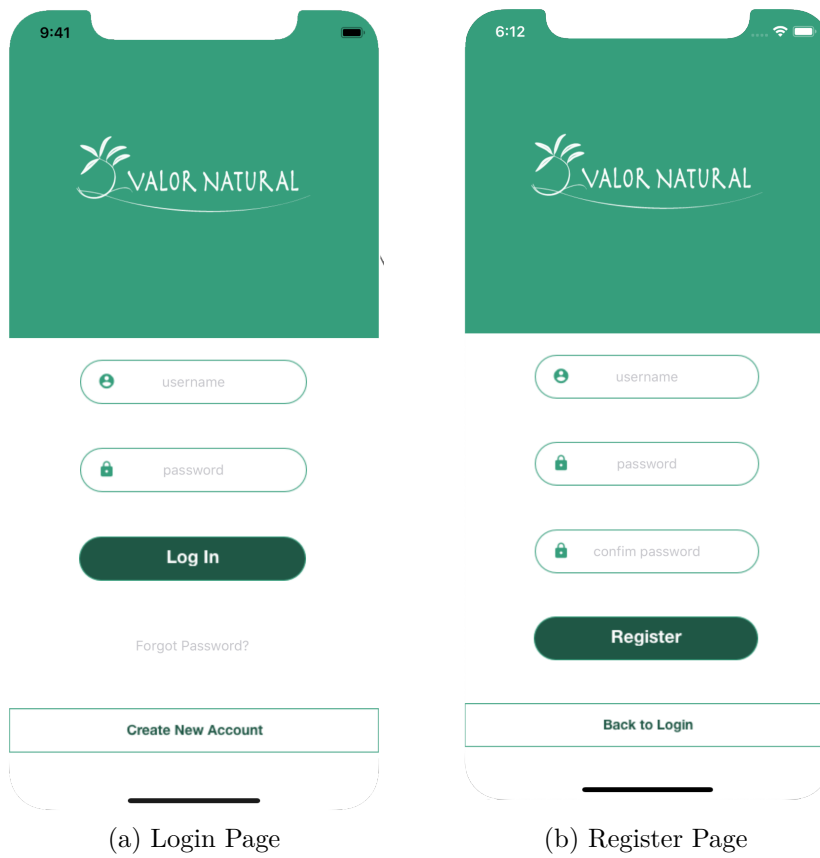 9:41
VALOR NATURAL
username
password
Log In
Forgot Password?
Create New Account
(a) Login Page
6:12
VALOR NATURAL
username
password
confim password
Register
Back to Login
(b) Register Page